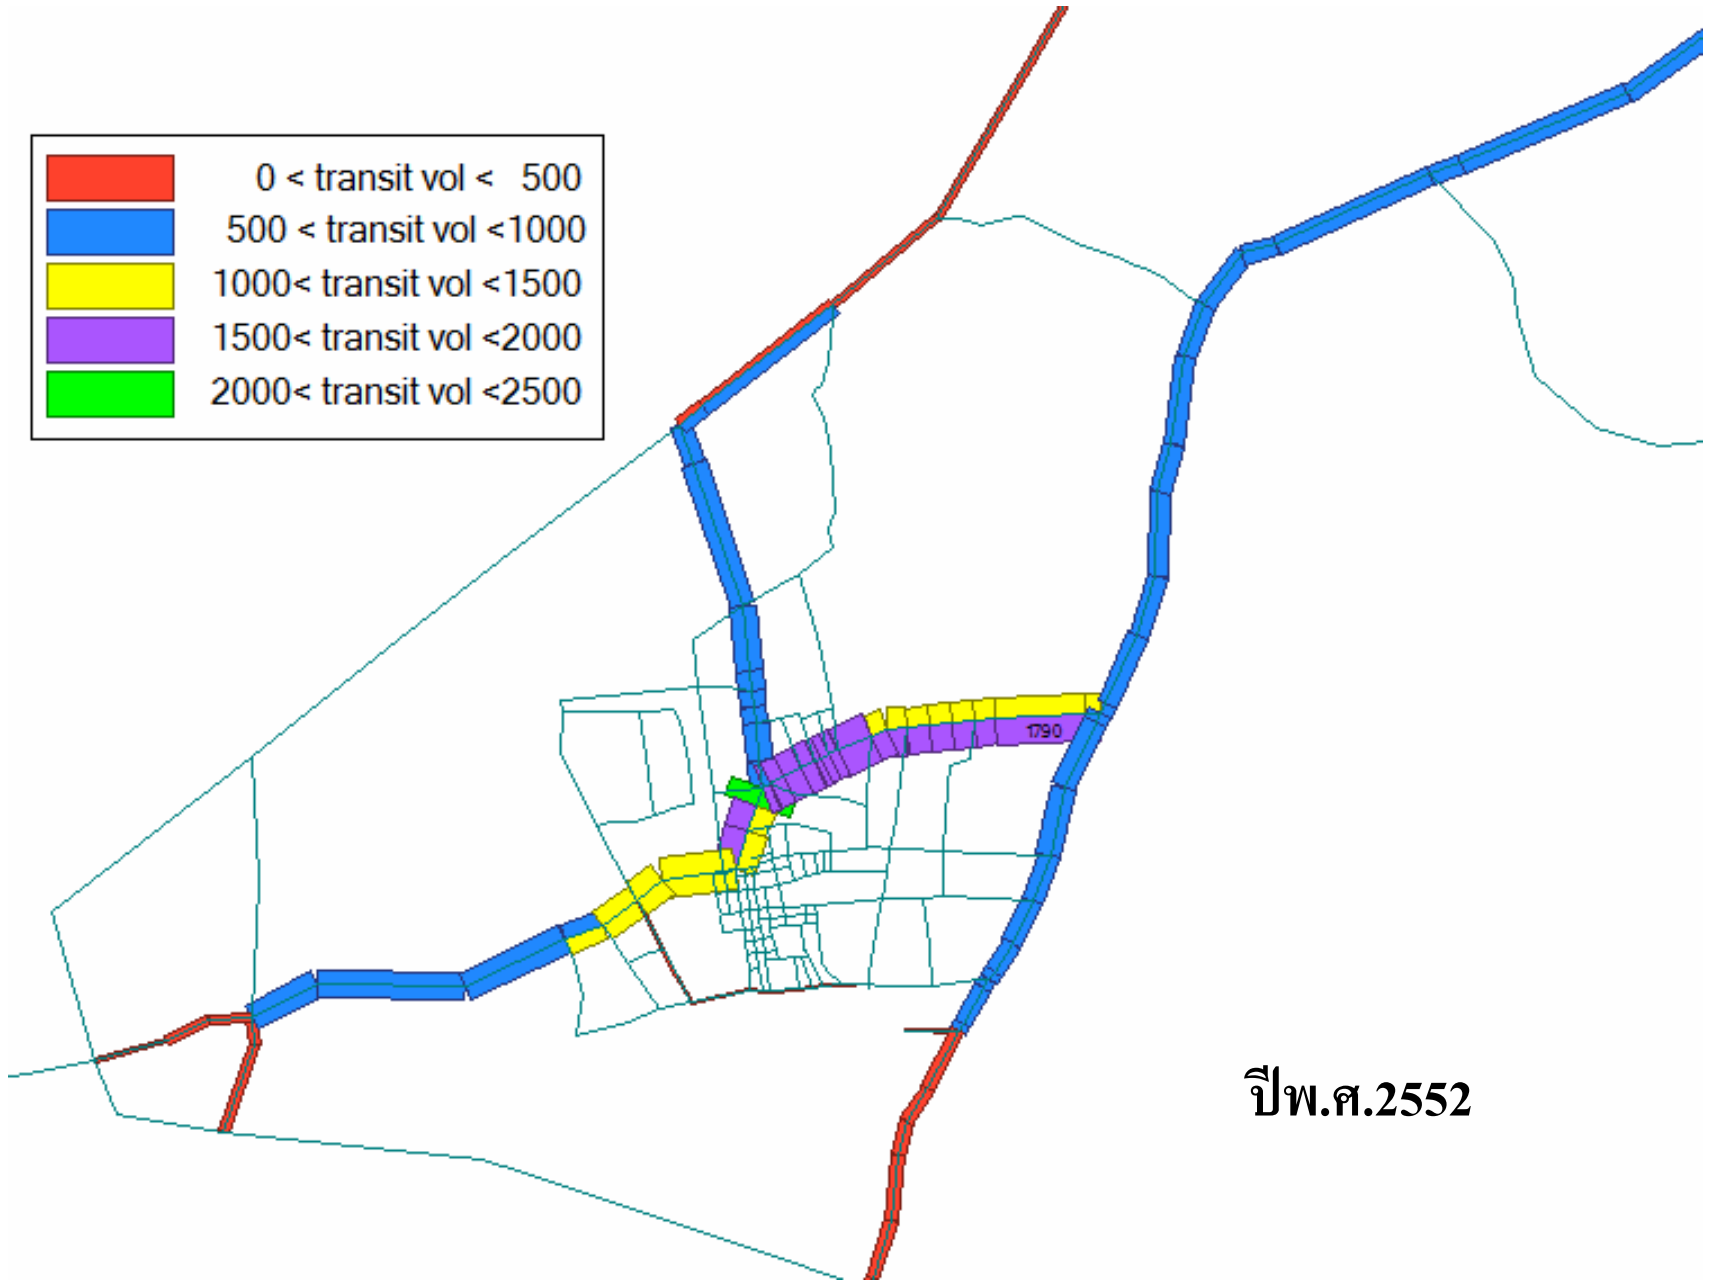 0 < transit vol < 500
500 < transit vol <1000
1000< transit vol <1500
1500< transit vol <2000
2000< transit vol <2500
1790
ปีพ.ศ.2552